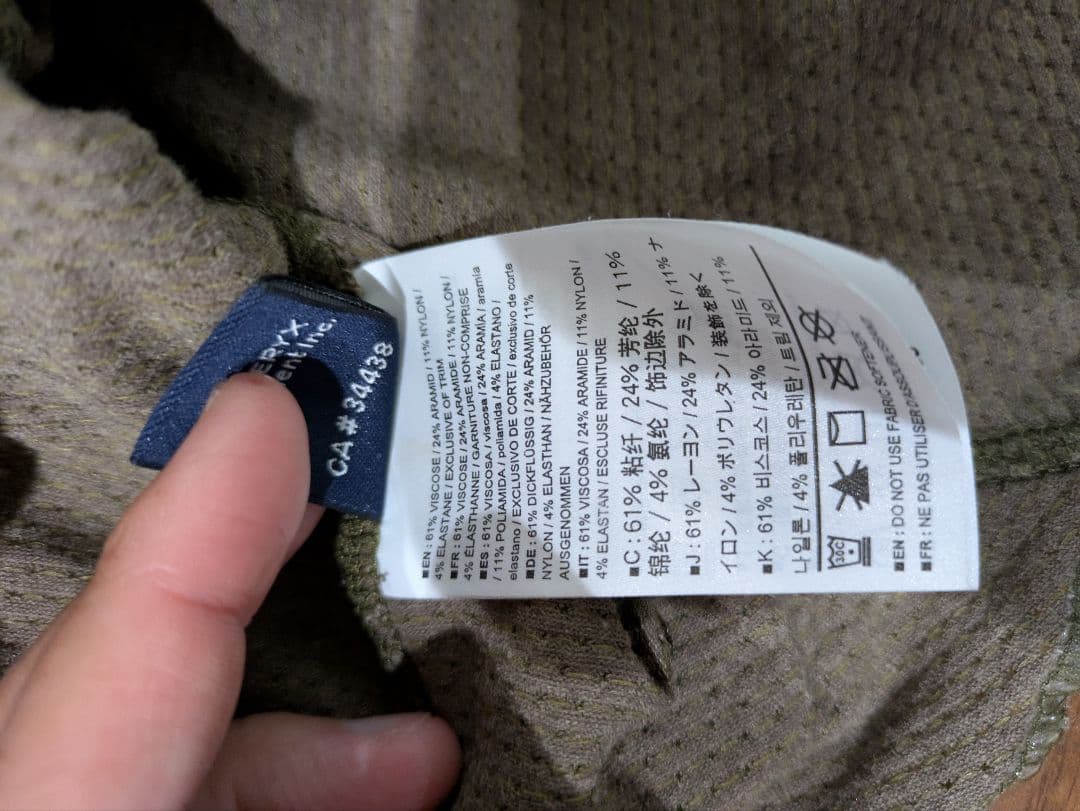 ERYX
ent Inc.
CA # 34438
■EN : 61% VISCOSE / 24% ARAMID / 11% NYLON /
4% ELASTANE / EXCLUSIVE OF TRIM
■FR : 61% VISCOSE / 24% ARAMIDE / 11% NYLON /
4% ÉLASTHANNE / GARNITURE NON-COMPRISE
■ES : 61% VISCOSA / viscosa / 24% ARAMÍA / aramia
/ 11% POLIAMIDA / poliamida / 4% ELASTANO /
elastano / EXCLUSIVO DE CORTE / exclusivo de corte
■DE : 61% DICKFLÜSSIG / 24% ARAMID / 11%
NYLON / 4% ELASTHAN / NÄHZUBEHÖR
AUSGENOMMEN
■IT : 61% VISCOSA / 24% ARAMIDE / 11% NYLON /
4% ELASTAN / ESCLUSE RIFINITURE
■C : 61% 粘纤 / 24% 芳纶 / 11%
锦纶 / 4% 氨纶 / 饰边除外
■J : 61% レーヨン / 24% アラミド / 11% ナ
イロン / 4% ポリウレタン / 装飾を除く
■K : 61% 비스코스 / 24% 아라미드 / 11%
나일론 / 4% 폴리우레탄 / 트림 제외
30C
■EN : DO NOT USE FABRIC SOFTENER
■FR : NE PAS UTILISER